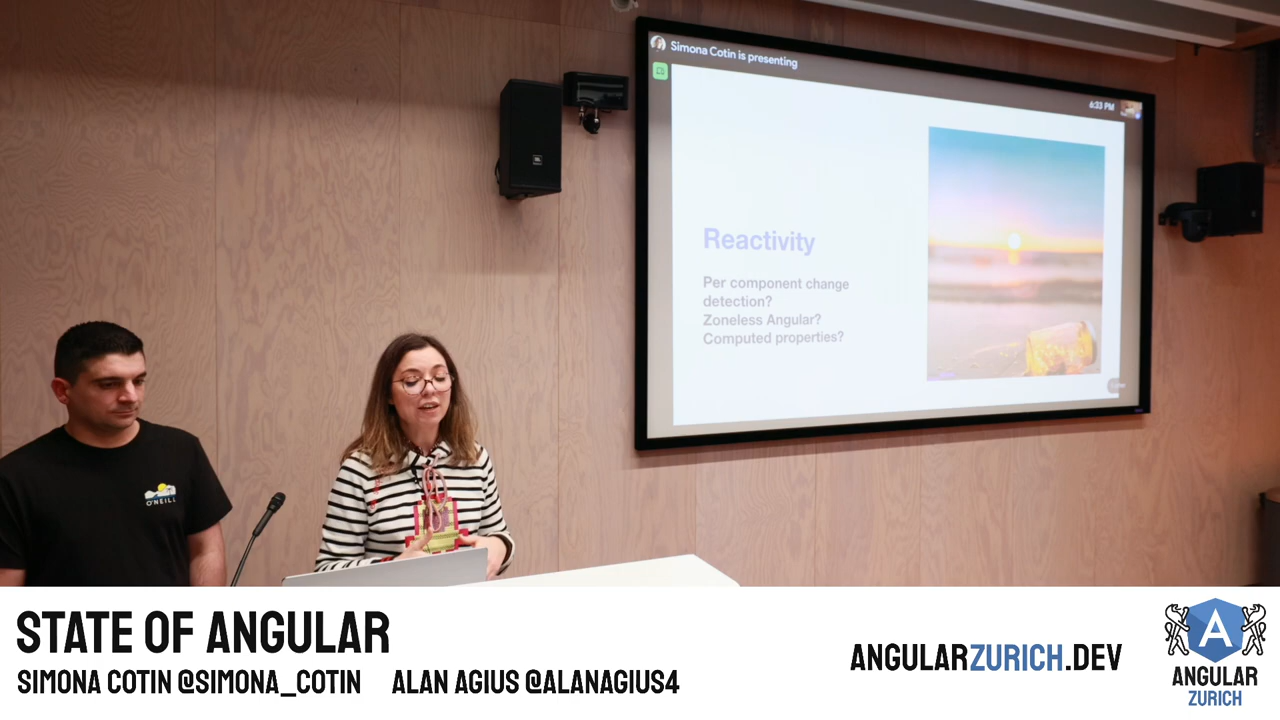 Simona Cotin is presenting
6:33 PM
Reactivity
Per component change
detection?
Zoneless Angular?
Computed properties?
JBL
O'NEILL
STATE OF ANGULAR
SIMONA COTIN @SIMONA_COTIN ALAN AGIUS @ALANAGIUS4
ANGULARZURICH.DEV
A
ANGULAR
ZURICH